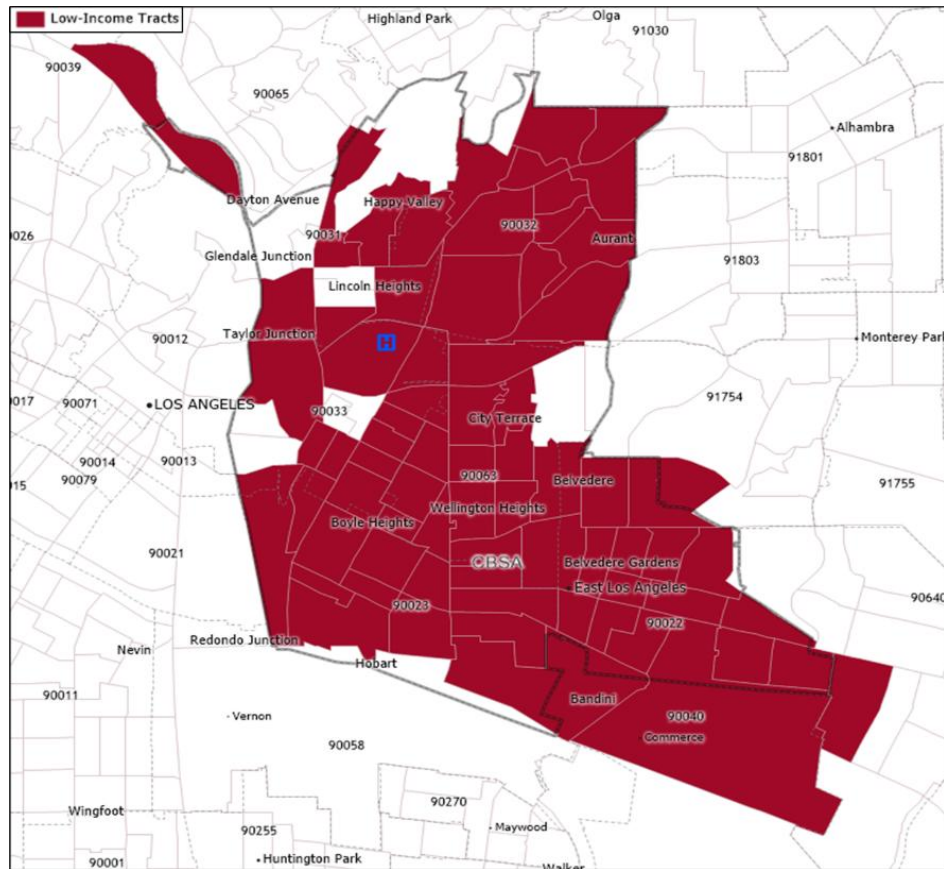 Low-Income Tracts
Highland Park
Olga
91030
90039
90065
Alhambra
91801
Dayton Avenue
Happy Valley
90031
90032
Aurant
Glendale Junction
91803
Lincoln Heights
90012
Taylor Junction
H
Monterey Park
90071
LOS ANGELES
90033
City Terrace
91754
90014
90013
90079
90063
Belvedere
91755
Wellington Heights
Boyle Heights
90021
CBSA
Belvedere Gardens
East Los Angeles
90023
90022
90640
Nevin
Redondo Junction
Hobart
90011
Bandini
Vernon
90040
Commerce
90058
Wingfoot
90270
90255
Maywood
90001
Huntington Park